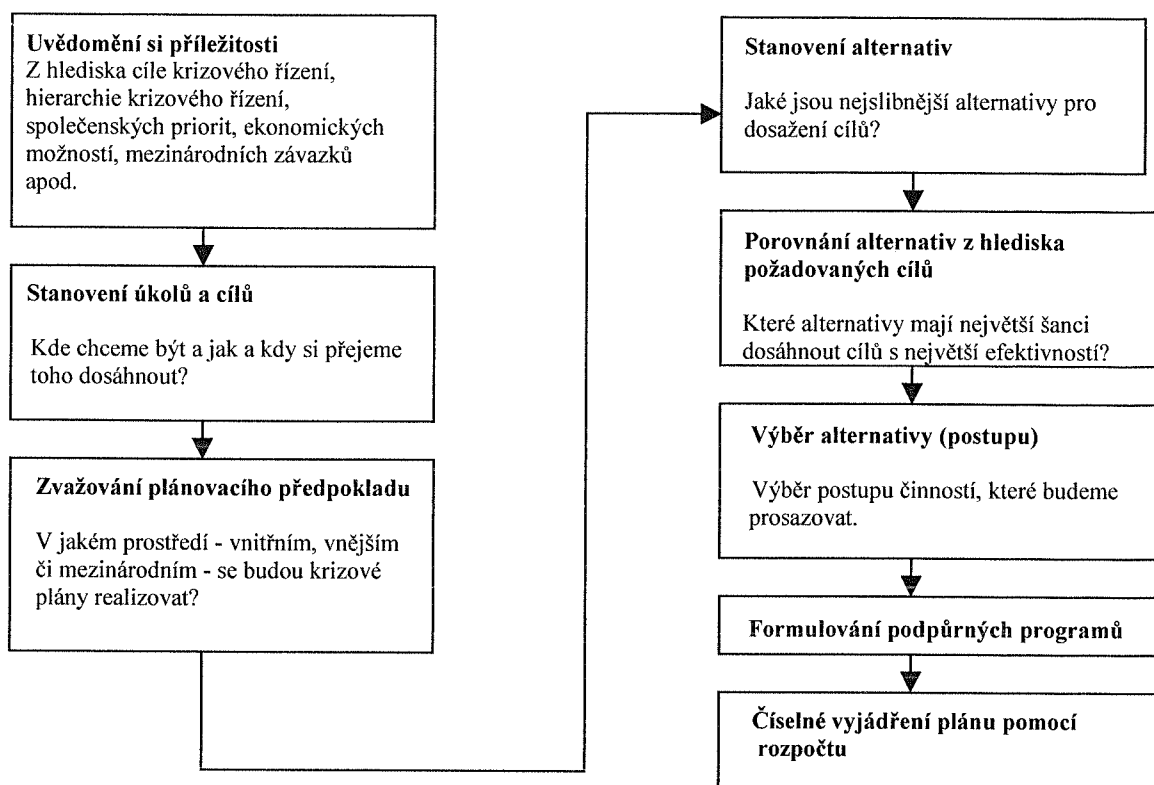 Uvědomění si příležitosti
Z hlediska cíle krizového řízení,
hierarchie krizového řízení,
společenských priorit, ekonomických
možností, mezinárodních závazků
apod.
Stanovení úkolů a cílů
Kde chceme být a jak a kdy si přejeme
toho dosáhnout?
Zvažování plánovacího předpokladu
V jakém prostředí - vnitřním, vnějším
či mezinárodním - se budou krizové
plány realizovat?
Stanovení alternativ
Jaké jsou nejslibnější alternativy pro
dosažení cílů?
Porovnání alternativ z hlediska
požadovaných cílů
Které alternativy mají největší šanci
dosáhnout cílů s největší efektivností?
Výběr alternativy (postupu)
Výběr postupu činností, které budeme
prosazovat.
Formulování podpůrných programů
Číselné vyjádření plánu pomocí
rozpočtu